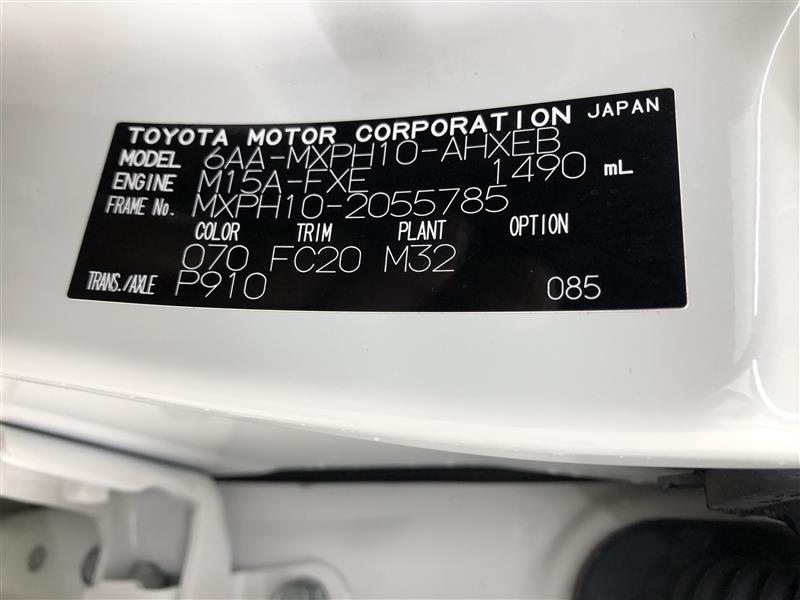 TOYOTA MOTOR CORPORATION JAPAN
MODEL 6AA-MXPH10-AHXEB
ENGINE M15A-FXE 1490 mL
FRAME No. MXPH10-2055785
COLOR TRIM PLANT OPTION
070 FC20 M32
TRANS./AXLE P910 085